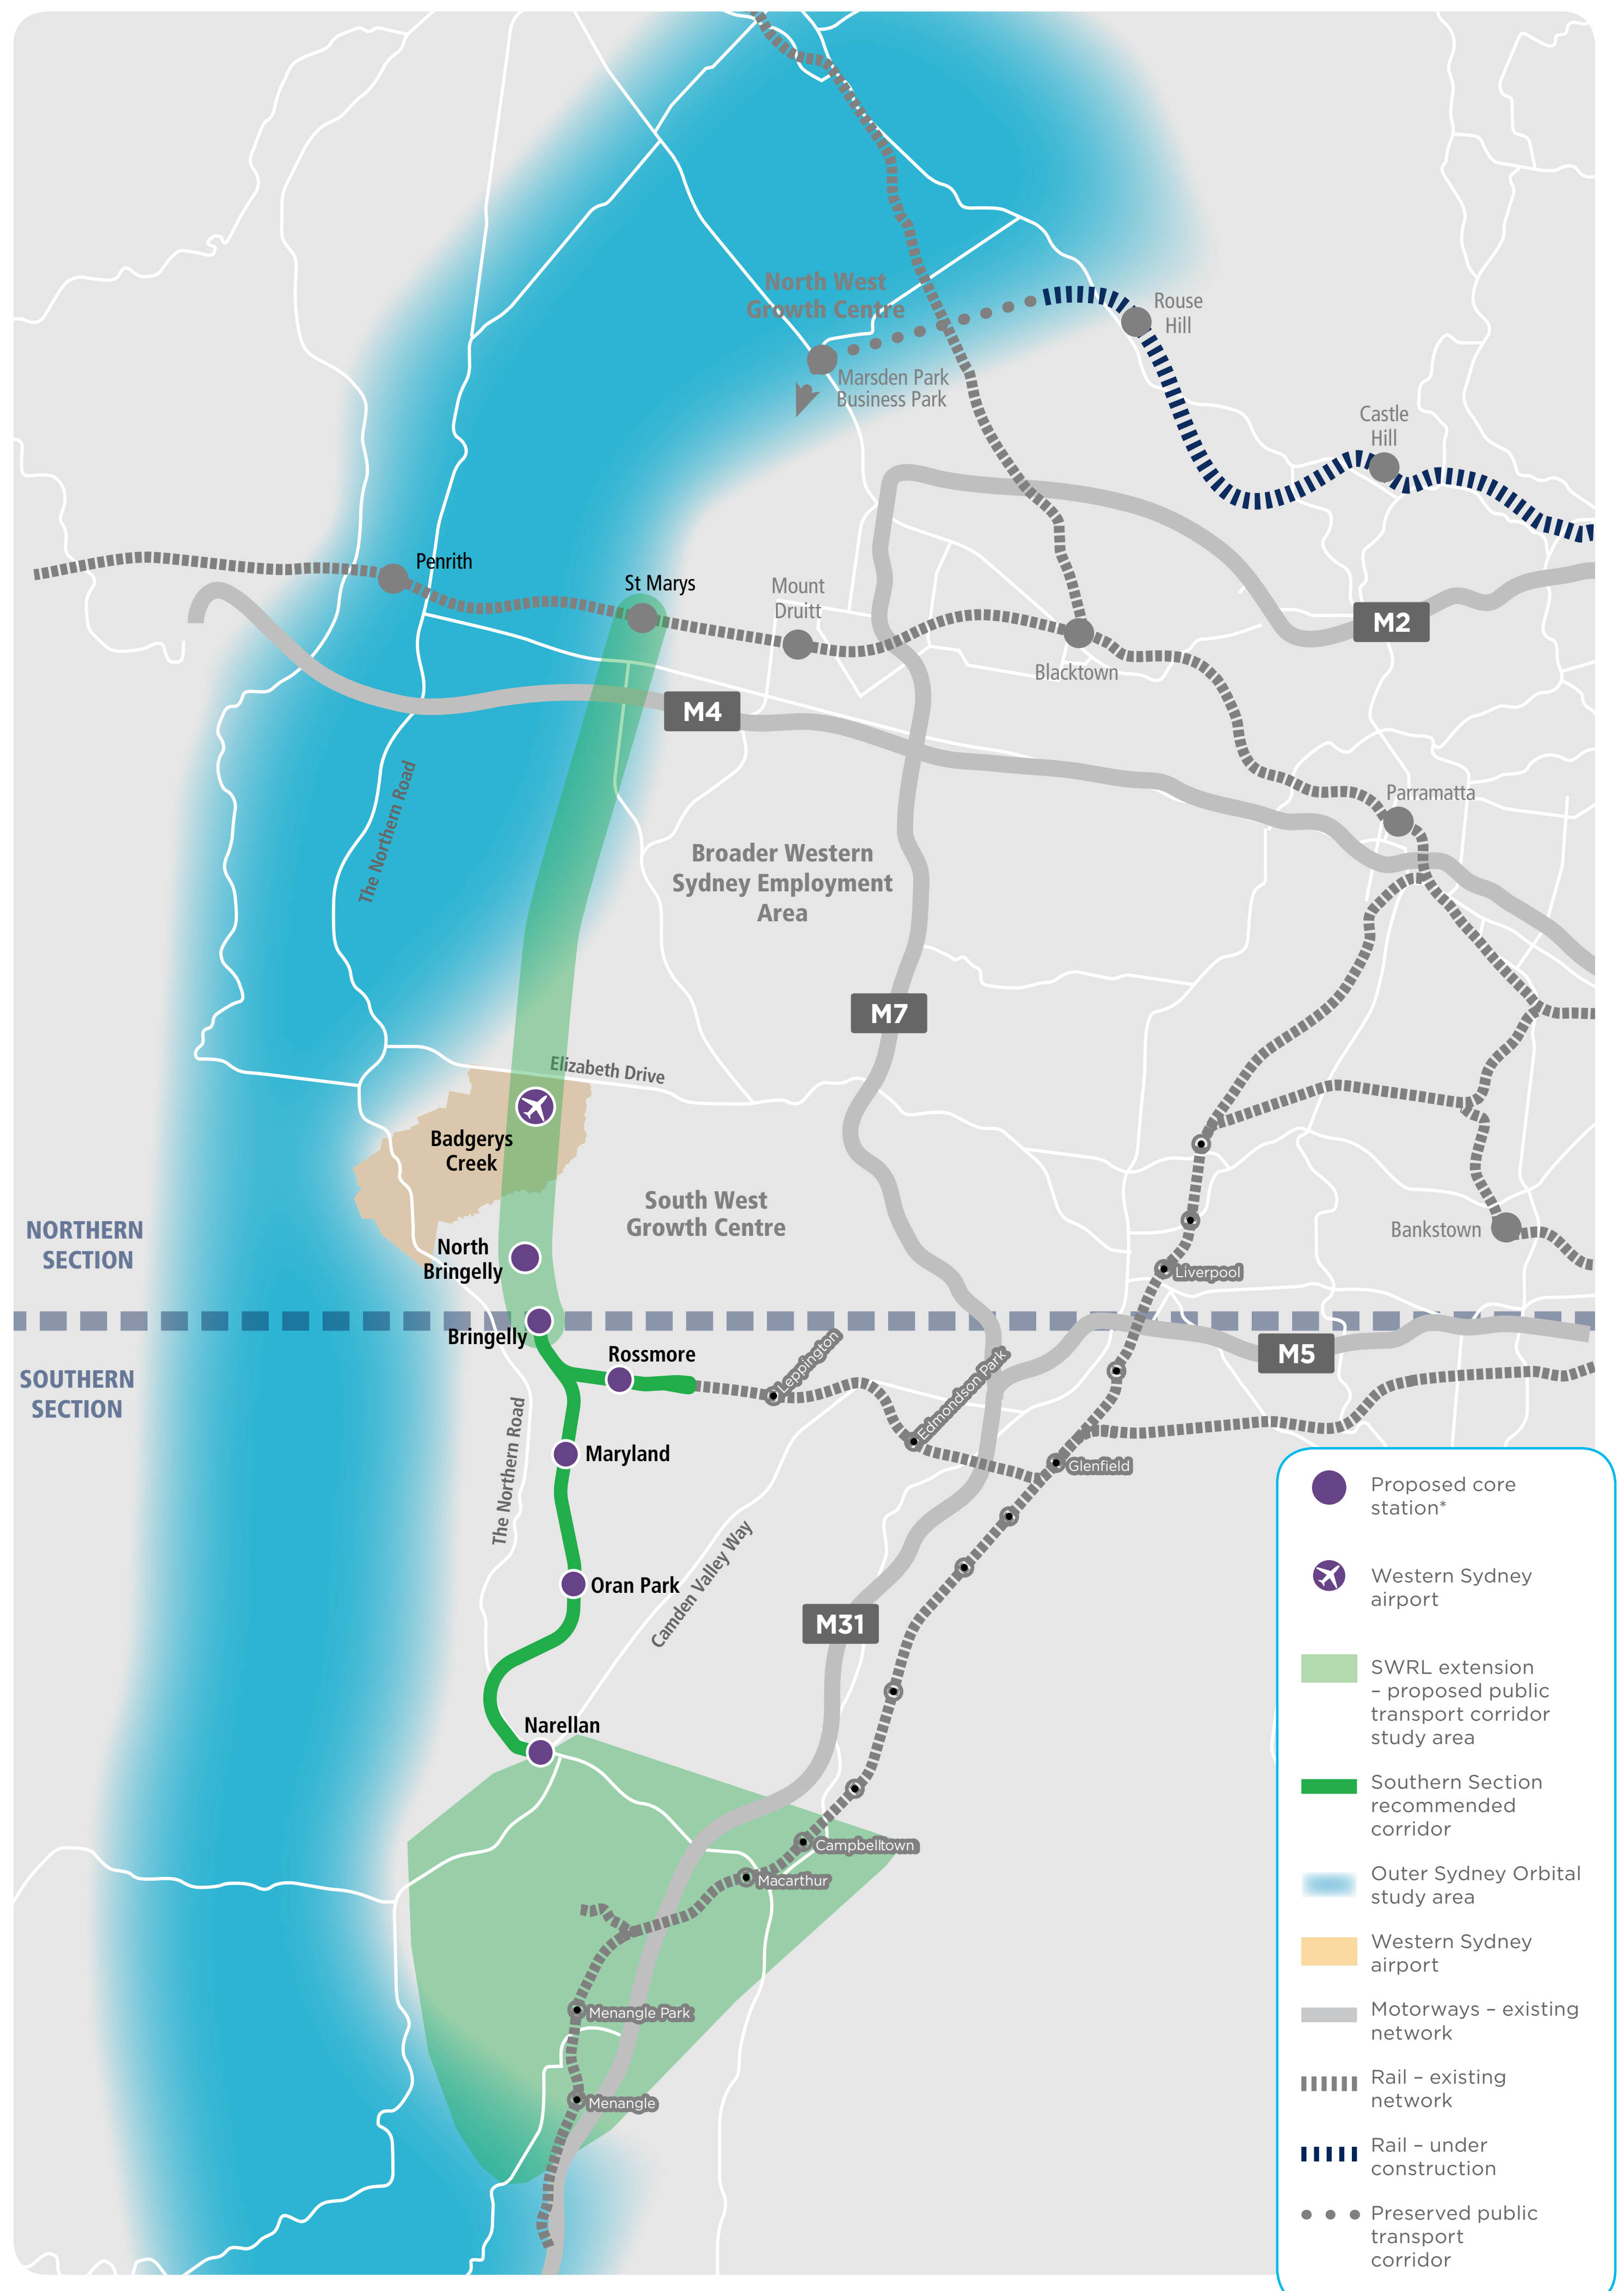 North West
Growth Centre
Rouse
Hill
Marsden Park
Business Park
Castle
Hill
Penrith
St Marys
Mount
Druitt
M2
Blacktown
M4
The Northern Road
Parramatta
Broader Western
Sydney Employment
Area
M7
Elizabeth Drive
Badgerys
Creek
South West
Growth Centre
NORTHERN
SECTION
North
Bringelly
Bankstown
Liverpool
Bringelly
Rossmore
Leppington
Edmondson Park
M5
SOUTHERN
SECTION
The Northern Road
Maryland
Glenfield
Oran Park
Camden Valley Way
M31
Narellan
Campbelltown
Macarthur
Menangle Park
Menangle
Proposed core
station*
Western Sydney
airport
SWRL extension
– proposed public
transport corridor
study area
Southern Section
recommended
corridor
Outer Sydney Orbital
study area
Western Sydney
airport
Motorways – existing
network
Rail – existing
network
Rail – under
construction
Preserved public
transport
corridor